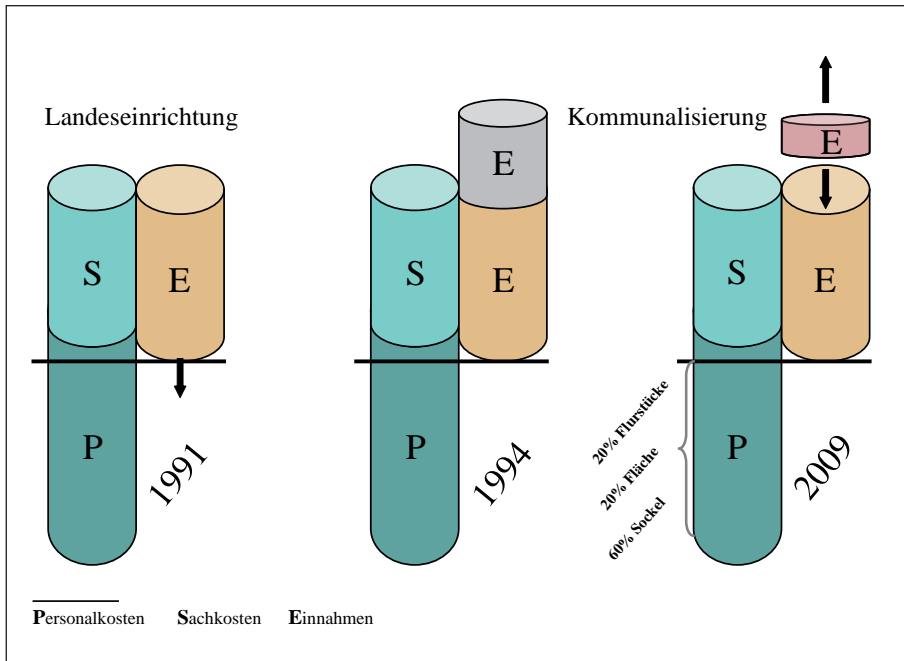 Landeseinrichtung
Kommunalisierung
S
E
P
1991
E
S
E
P
1994
E
S
E
P
20% Flurstücke
20% Fläche
60% Sockel
2009
Personalkosten Sachkosten Einnahmen